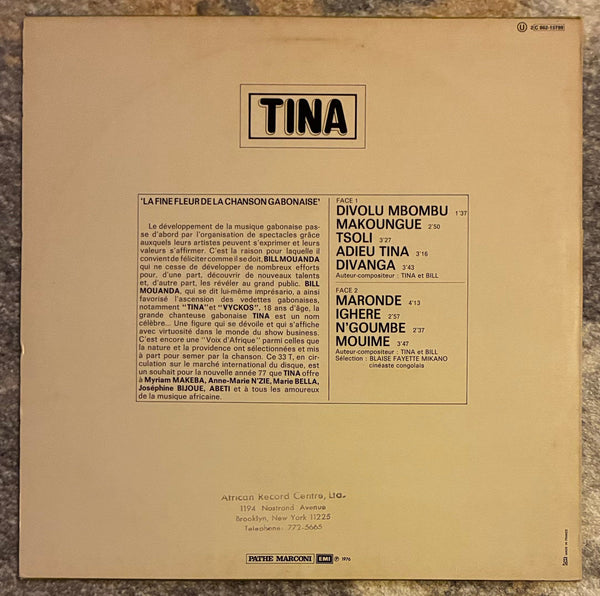 Ⓤ 2C 062-15788
TINA
'LA FINE FLEUR DE LA CHANSON GABONAISE'
Le développement de la musique gabonaise pas-
se d'abord par l'organisation de spectacles grâce
auxquels leurs artistes peuvent s'exprimer et leurs
valeurs s'affirmer. C'est la raison pour laquelle il
convient de féliciter comme il se doit, BILL MOUANDA
qui ne cesse de développer de nombreux efforts
pour, d'une part, découvrir de nouveaux talents
et, d'autre part, les révéler au grand public. BILL
MOUANDA, qui se dit lui-même imprésario, a ainsi
favorisé l'ascension des vedettes gabonaises,
notamment "TINA" et "VYCKOS". 18 ans d'âge, la
grande chanteuse gabonaise TINA est un nom
célèbre... Une figure qui se dévoile et qui s'affiche
avec virtuosité dans le monde du show business.
C'est encore une "Voix d'Afrique" parmi celles que
la nature et la providence ont sélectionnées et mis
à part pour semer par la chanson. Ce 33 T, en cir-
culation sur le marché international du disque, est
un souhait pour la nouvelle année 77 que TINA offre
à Myriam MAKEBA, Anne-Marie N'ZIE, Marie BELLA,
Joséphine BIJOUE, ABETI et à tous les amoureux
de la musique africaine.
FACE 1
DIVOLU MBOMBU 1'37
MAKOUNGUE 2'50
TSOLI 3'27
ADIEU TINA 3'16
DIVANGA 3'43
Auteur-compositeur : TINA et BILL
FACE 2
MARONDE 4'13
IGHERE 2'57
N'GOUMBE 2'37
MOUIME 3'47
Auteur-compositeur : TINA et BILL
Sélection : BLAISE FAYETTE MIKANO
cinéaste congolais
African Record Centre, Ltd.
1194 Nostrand Avenue
Brooklyn, New York 11225
Telephone: 772-5665
PATHE MARCONI EMI Ⓟ 1976
MADE IN FRANCE